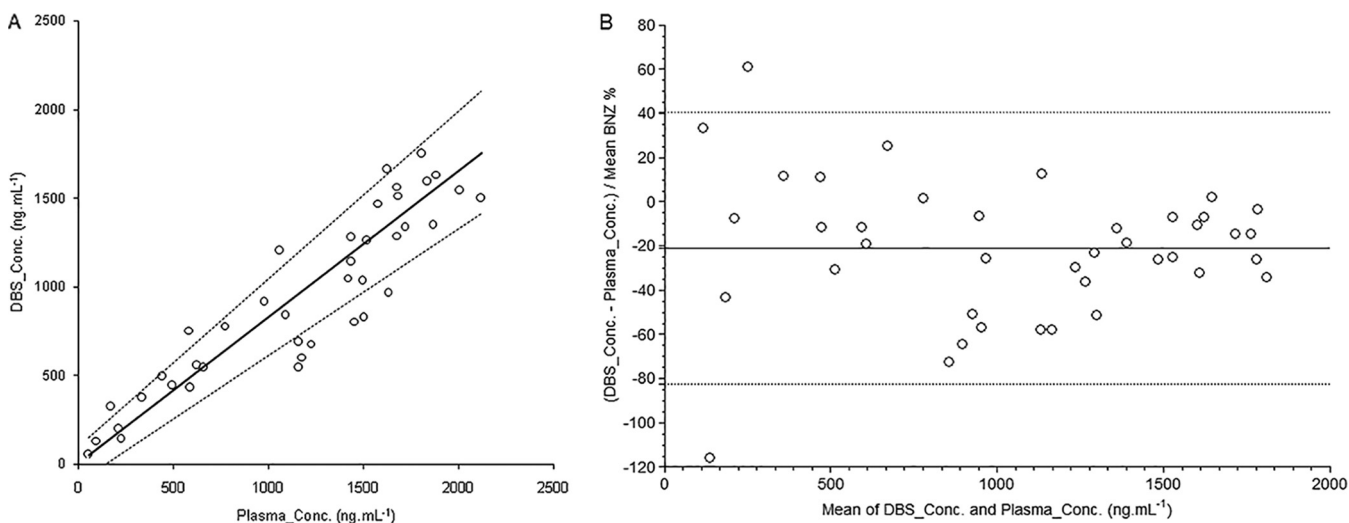 A
2500
2000
1500
1000
500
0
DBS_Conc. (ng.mL⁻¹)
0 500 1000 1500 2000 2500
Plasma_Conc. (ng.mL⁻¹)
B
80
60
40
20
0
-20
-40
-60
-80
-100
-120
(DBS_Conc. - Plasma_Conc.) / Mean BNZ %
0 500 1000 1500 2000
Mean of DBS_Conc. and Plasma_Conc. (ng.mL⁻¹)